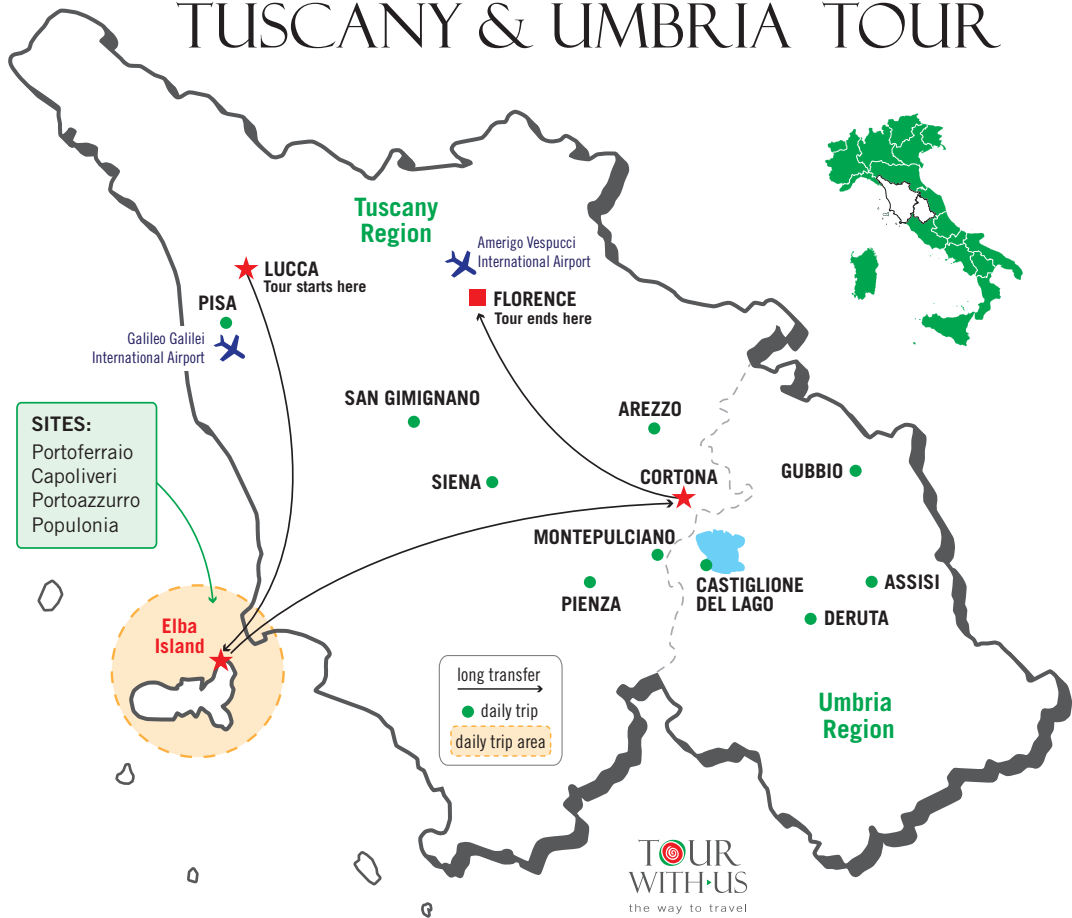 TUSCANY & UMBRIA TOUR
Tuscany
Region
Amerigo Vespucci
International Airport
LUCCA
Tour starts here
FLORENCE
Tour ends here
PISA
Galileo Galilei
International Airport
SAN GIMIGNANO
AREZZO
SITES:
Portoferraio
Capoliveri
Portoazzurro
Populonia
SIENA
CORTONA
GUBBIO
MONTEPULCIANO
PIENZA
CASTIGLIONE
DEL LAGO
ASSISI
DERUTA
Elba
Island
long transfer
daily trip
daily trip area
Umbria
Region
TOUR
WITH·US
the way to travel